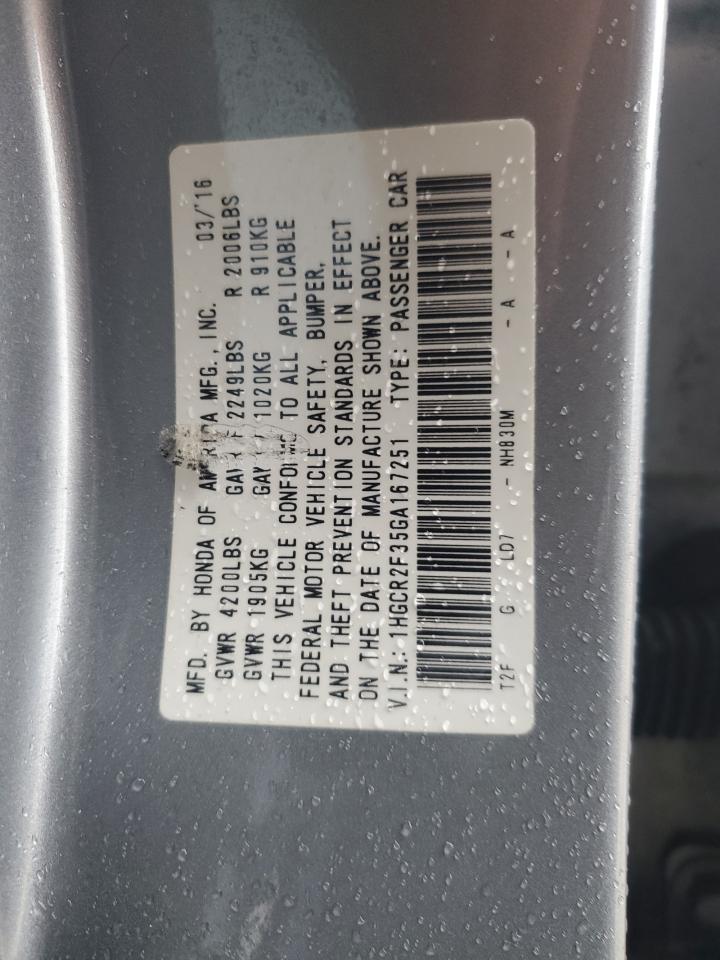 MFD. BY HONDA OF AMERICA MFG., INC. 03/'16
GVWR 4200LBS GAWR F 2249LBS R 2006LBS
GVWR 1905KG GAWR F 1020KG R 910KG
THIS VEHICLE CONFORMS TO ALL APPLICABLE
FEDERAL MOTOR VEHICLE SAFETY, BUMPER,
AND THEFT PREVENTION STANDARDS IN EFFECT
ON THE DATE OF MANUFACTURE SHOWN ABOVE.
V.I.N.: 1HGCR2F35GA167251 TYPE: PASSENGER CAR
T2F G LD7 - NH830M - A - A